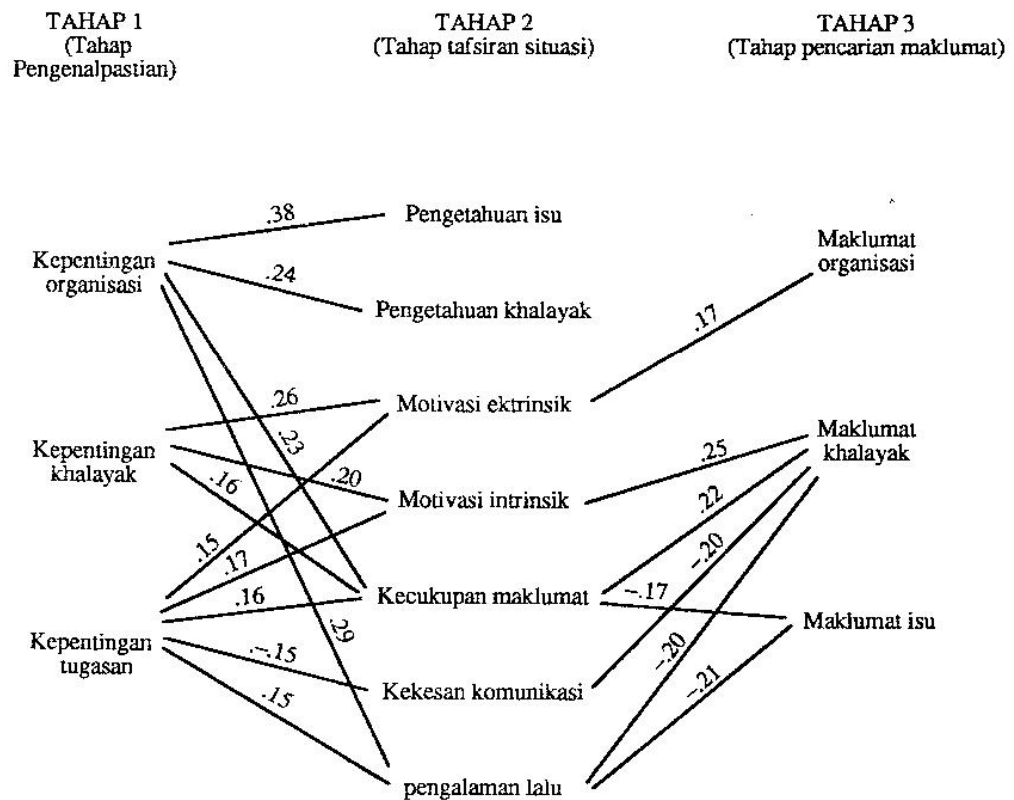 TAHAP 1
(Tahap
Pengenalpastian)
TAHAP 2
(Tahap tafsiran situasi)
TAHAP 3
(Tahap pencarian maklumat)
.38
Pengetahuan isu
Kepentingan
organisasi
Maklumat
organisasi
.24
Pengetahuan khalayak
.17
.26
Motivasi ektrinsik
.23
Kepentingan
khalayak
Maklumat
khalayak
.20
.25
.16
Motivasi intrinsik
.22
.15
.17
-.20
.16
Kecukupan maklumat
-.17
Maklumat isu
.29
Kepentingan
tugasan
-.20
.-.15
-.21
.15
Kekesan komunikasi
pengalaman lalu